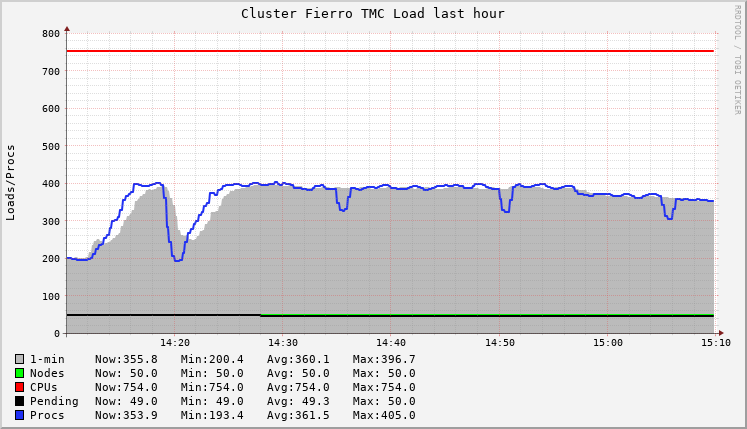 Cluster Fierro TMC Load last hour
RRDTOOL / TOBI OETIKER
Loads/Procs
800
700
600
500
400
300
200
100
0
14:20 14:30 14:40 14:50 15:00 15:10
1-min Now:355.8 Min:200.4 Avg:360.1 Max:396.7
Nodes Now: 50.0 Min: 50.0 Avg: 50.0 Max: 50.0
CPUs Now:754.0 Min:754.0 Avg:754.0 Max:754.0
Pending Now: 49.0 Min: 49.0 Avg: 49.3 Max: 50.0
Procs Now:353.9 Min:193.4 Avg:361.5 Max:405.0